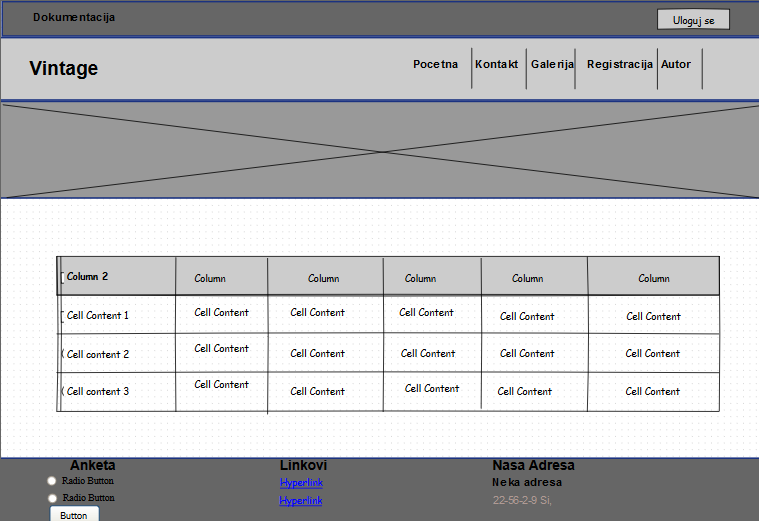 Dokumentacija
Uloguj se
Vintage
Pocetna Kontakt Galerija Registracija Autor
Column 2 Column Column Column Column Column
Cell Content 1 Cell Content Cell Content Cell Content Cell Content Cell Content
Cell content 2 Cell Content Cell Content Cell Content Cell Content Cell Content
Cell content 3 Cell Content Cell Content Cell Content Cell Content Cell Content
Anketa Linkovi Nasa Adresa
Radio Button Hyperlink Neka adresa
Radio Button Hyperlink 22-56-2-9 Si,
Button